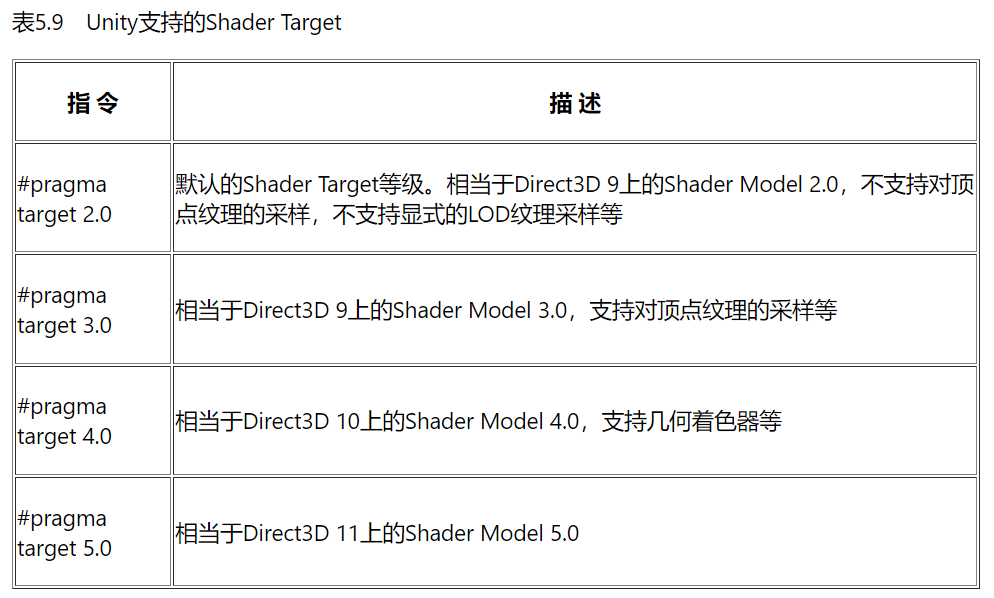 表5.9 Unity支持的Shader Target
指 令
描 述
#pragma
target 2.0
默认的Shader Target等级。相当于Direct3D 9上的Shader Model 2.0，不支持对顶
点纹理的采样，不支持显式的LOD纹理采样等
#pragma
target 3.0
相当于Direct3D 9上的Shader Model 3.0，支持对顶点纹理的采样等
#pragma
target 4.0
相当于Direct3D 10上的Shader Model 4.0，支持几何着色器等
#pragma
target 5.0
相当于Direct3D 11上的Shader Model 5.0